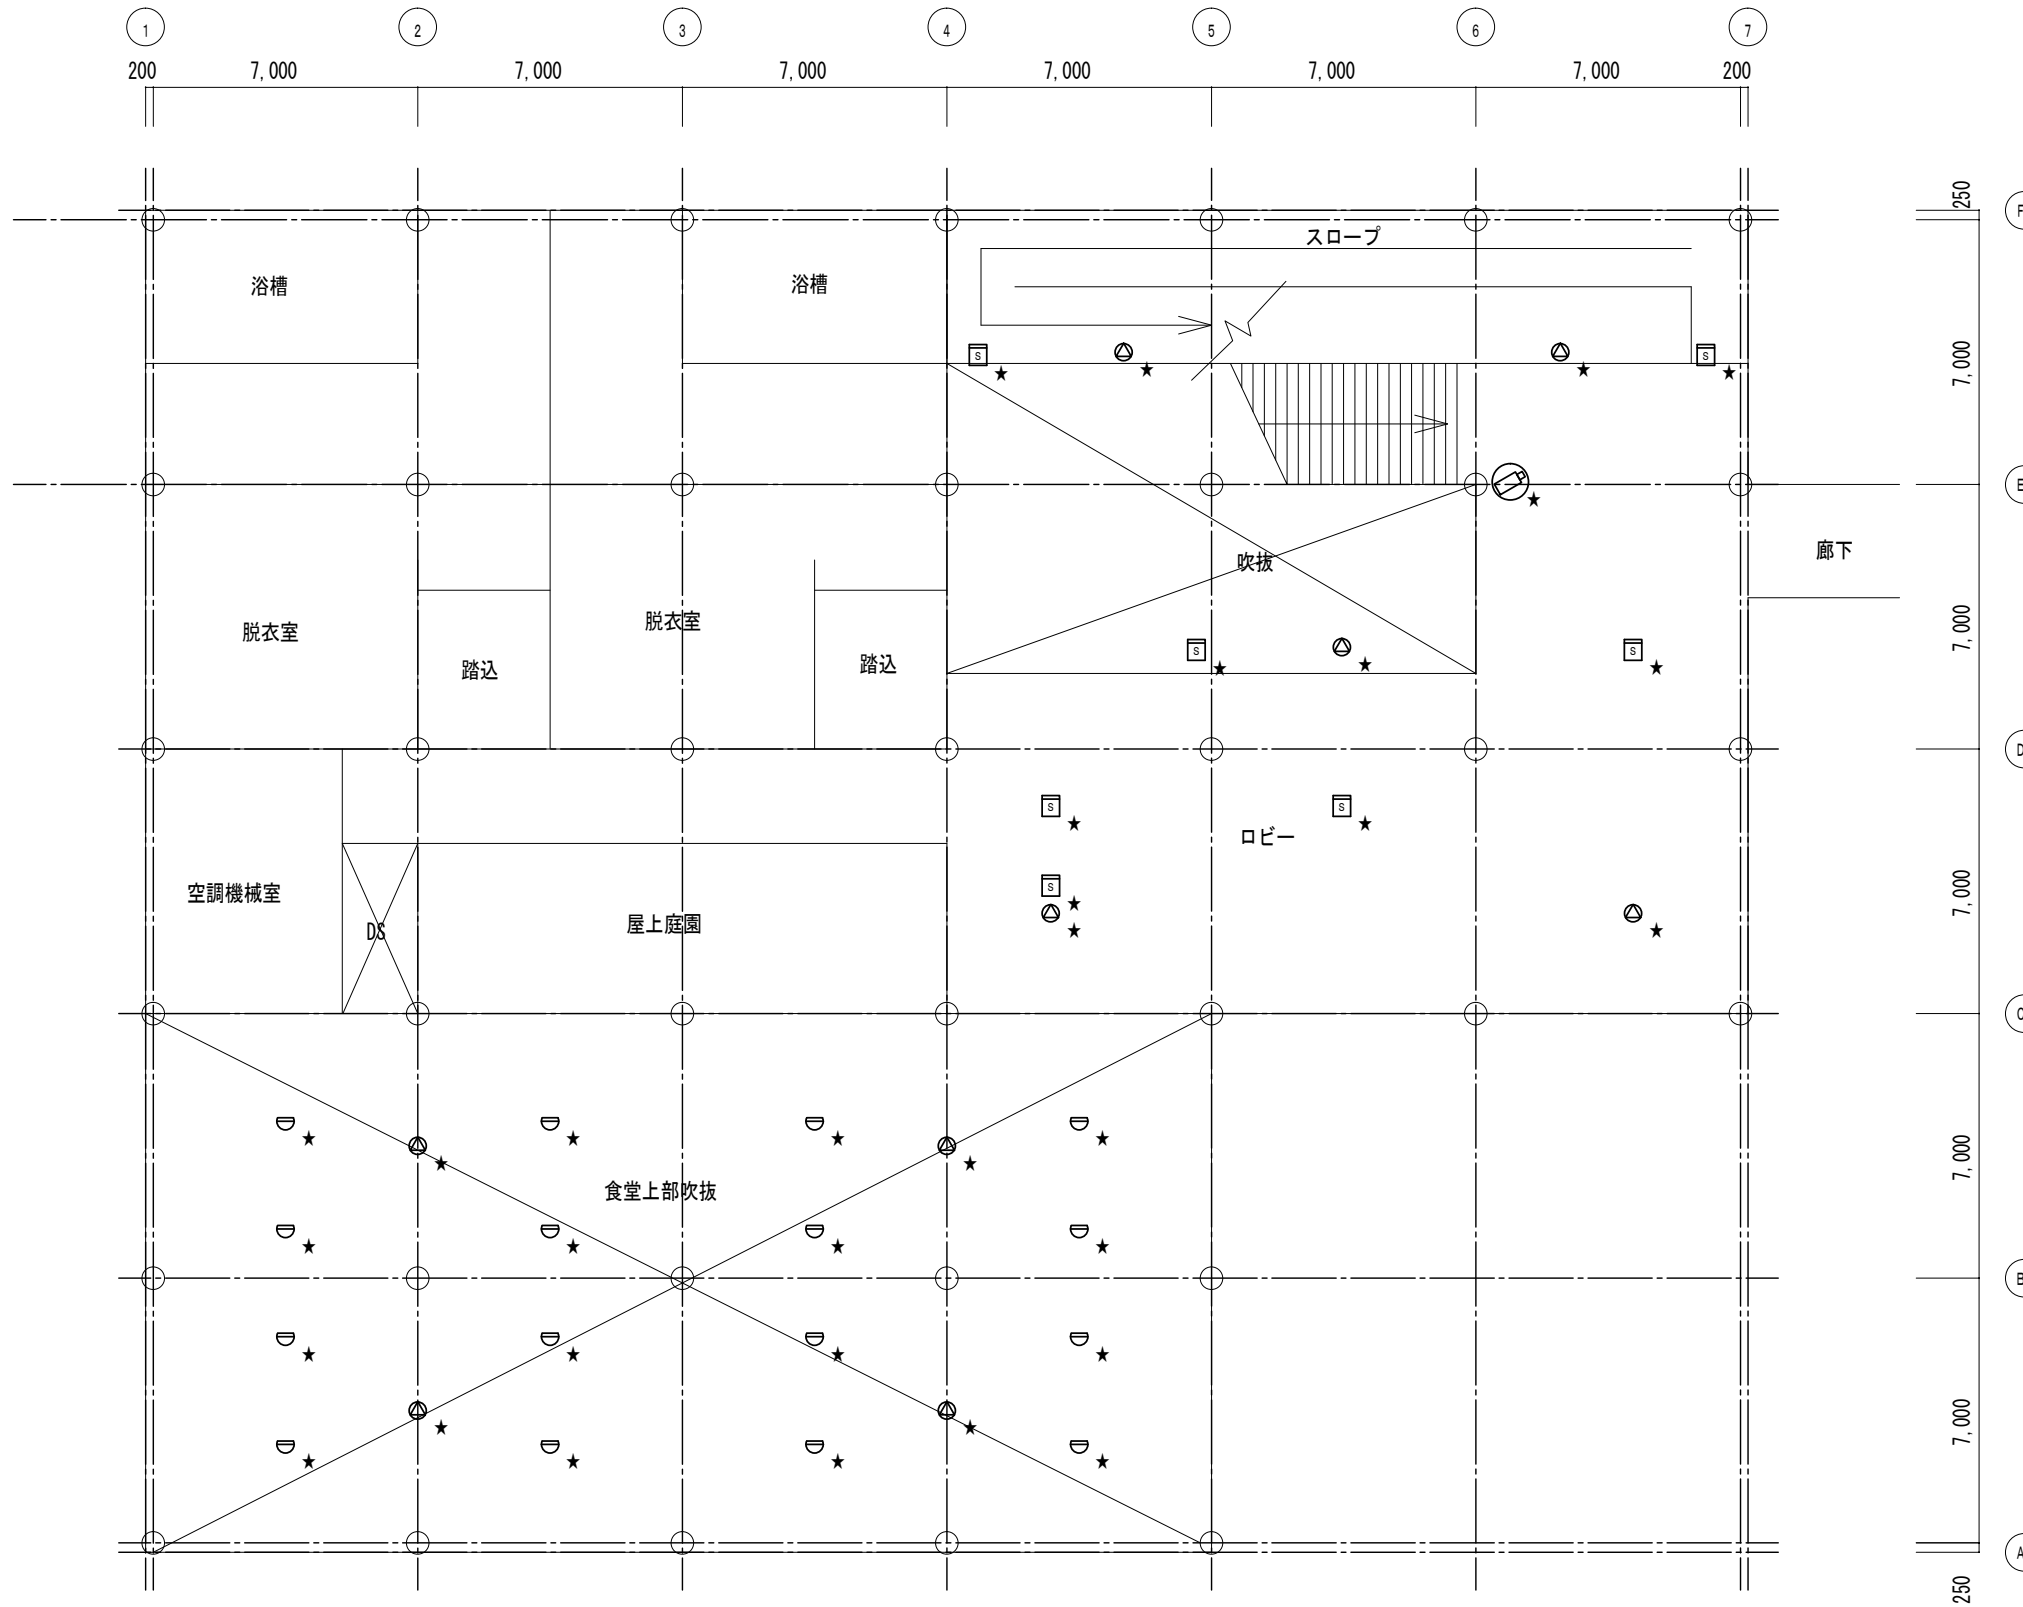 1 2 3 4 5 6 7
200 7,000 7,000 7,000 7,000 7,000 7,000 200
250
F
スロープ
浴槽 浴槽
S S
7,000
E
廊下
吹抜
脱衣室 脱衣室
7,000
S S
踏込 踏込
D
S S
ロビー
S
空調機械室
7,000
DS 屋上庭園
C
7,000
食堂上部吹抜
B
7,000
A
250